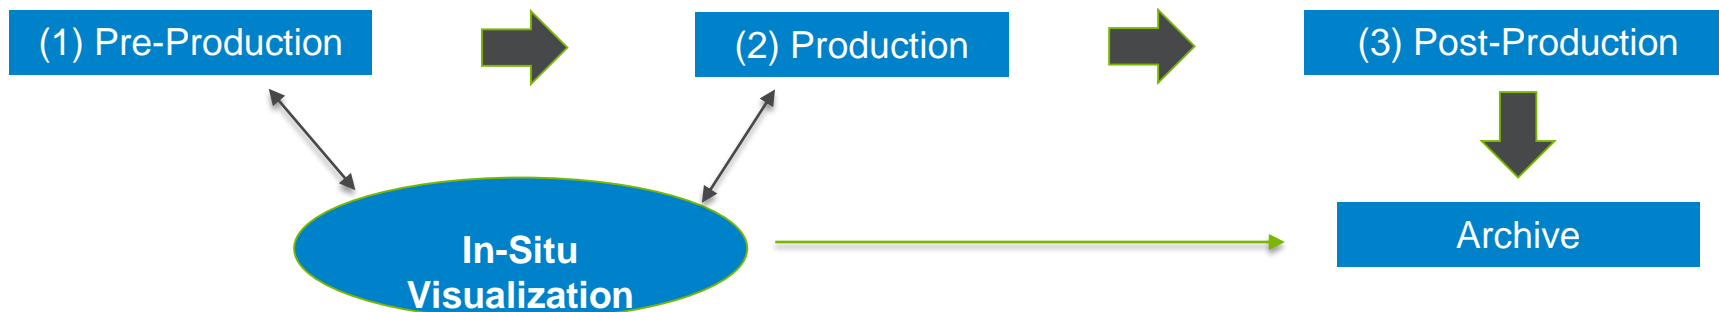 (1) Pre-Production
(2) Production
(3) Post-Production
In-Situ
Visualization
Archive